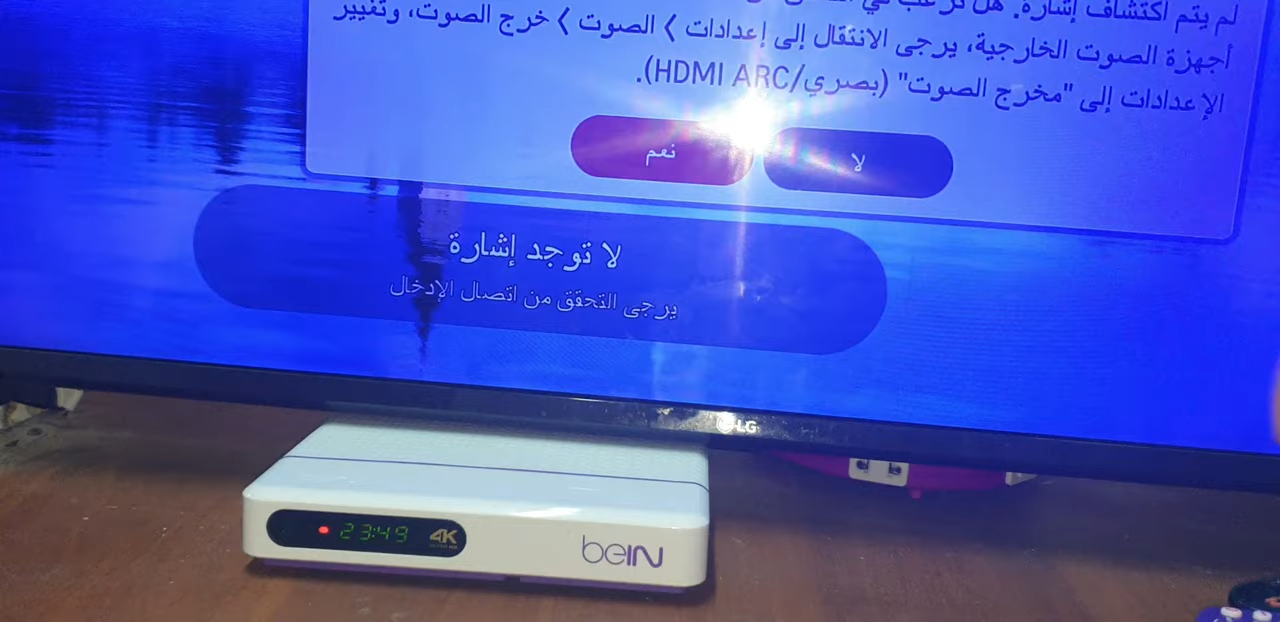 لم يتم اكتشاف إشارة. هل ترغب في
أجهزة الصوت الخارجية، يرجى الانتقال إلى إعدادات > الصوت > خرج الصوت، وتغيير
الإعدادات إلى "مخرج الصوت" (بصري/HDMI ARC).
نعم
لا
لا توجد إشارة
يرجى التحقق من اتصال الإدخال
LG
23:49
4K
beIN